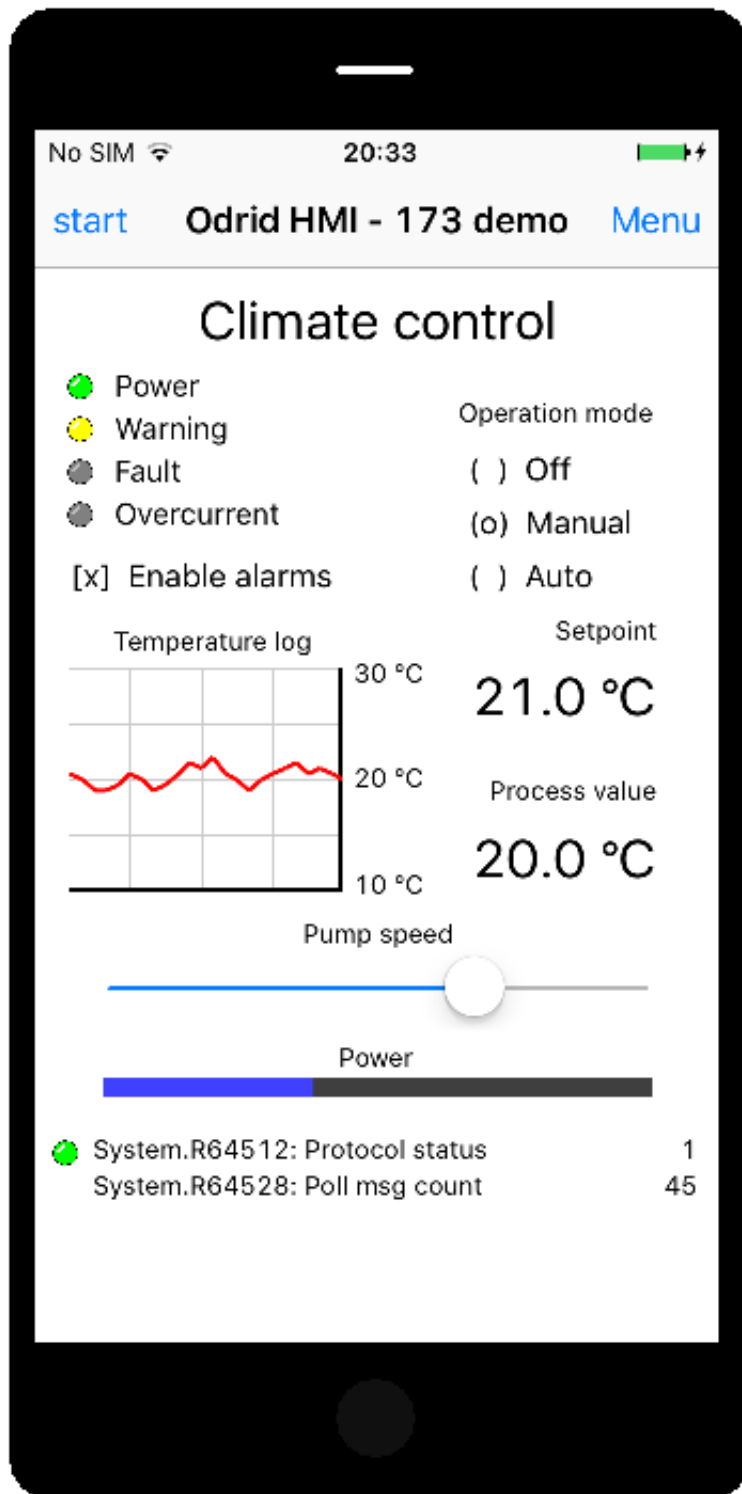 No SIM 20:33
start Odrid HMI - 173 demo Menu
Climate control
Power
Warning
Fault
Overcurrent
[x] Enable alarms
Operation mode
( ) Off
(o) Manual
( ) Auto
Temperature log
30 °C
20 °C
10 °C
Setpoint
21.0 °C
Process value
20.0 °C
Pump speed
Power
System.R64512: Protocol status 1
System.R64528: Poll msg count 45